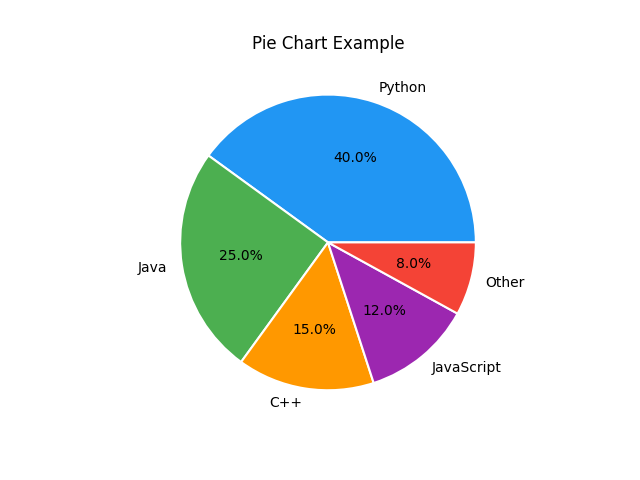 Pie Chart Example
Python
40.0%
Java
25.0%
8.0%
Other
12.0%
15.0%
JavaScript
C++